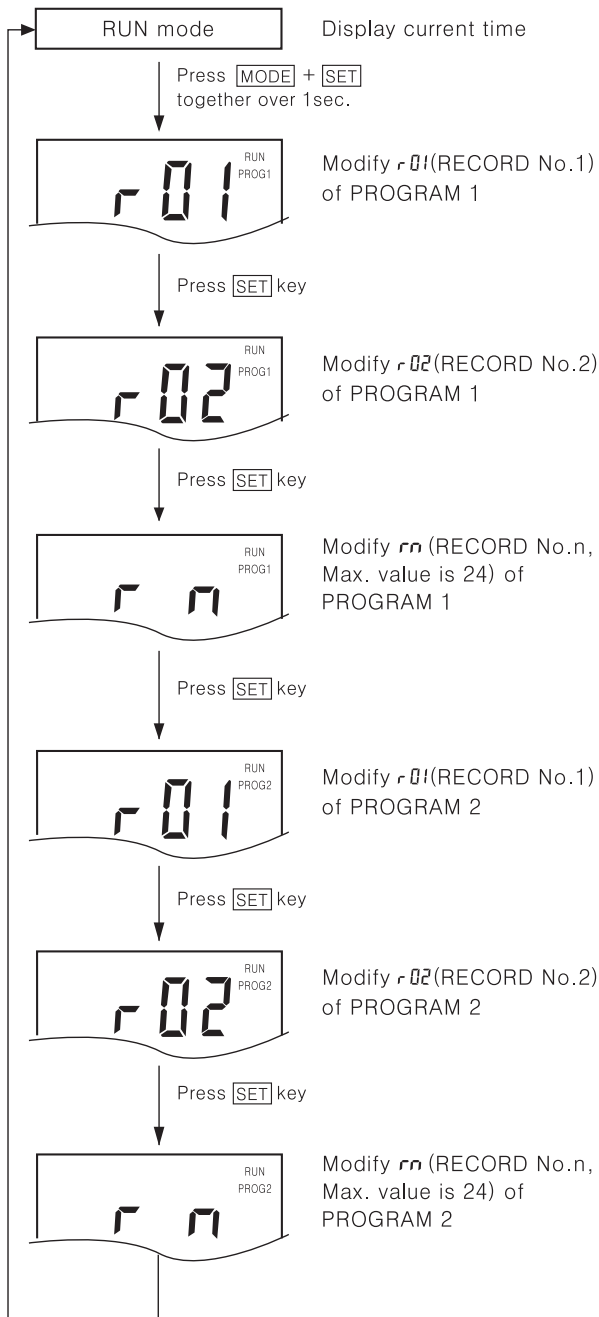 RUN mode
Display current time
Press MODE + SET
together over 1sec.
RUN
PROG1
r01
Modify r01(RECORD No.1)
of PROGRAM 1
Press SET key
RUN
PROG1
r02
Modify r02(RECORD No.2)
of PROGRAM 1
Press SET key
RUN
PROG1
r n
Modify rn (RECORD No.n,
Max. value is 24) of
PROGRAM 1
Press SET key
RUN
PROG2
r01
Modify r01(RECORD No.1)
of PROGRAM 2
Press SET key
RUN
PROG2
r02
Modify r02(RECORD No.2)
of PROGRAM 2
Press SET key
RUN
PROG2
r n
Modify rn (RECORD No.n,
Max. value is 24) of
PROGRAM 2